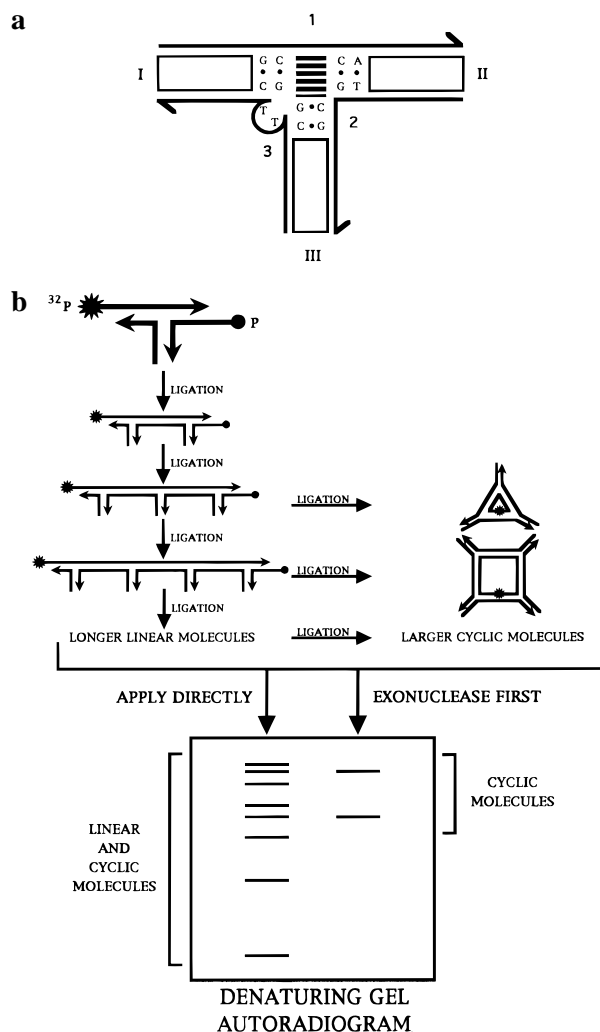 a
1
I
G C
C A
II
C G
G T
T
T
G C
C G
2
3
III
b
32P
P
LIGATION
LIGATION
LIGATION
LIGATION
LIGATION
LIGATION
LONGER LINEAR MOLECULES
LIGATION
LARGER CYCLIC MOLECULES
APPLY DIRECTLY
EXONUCLEASE FIRST
LINEAR
AND
CYCLIC
MOLECULES
CYCLIC
MOLECULES
DENATURING GEL
AUTORADIOGRAM